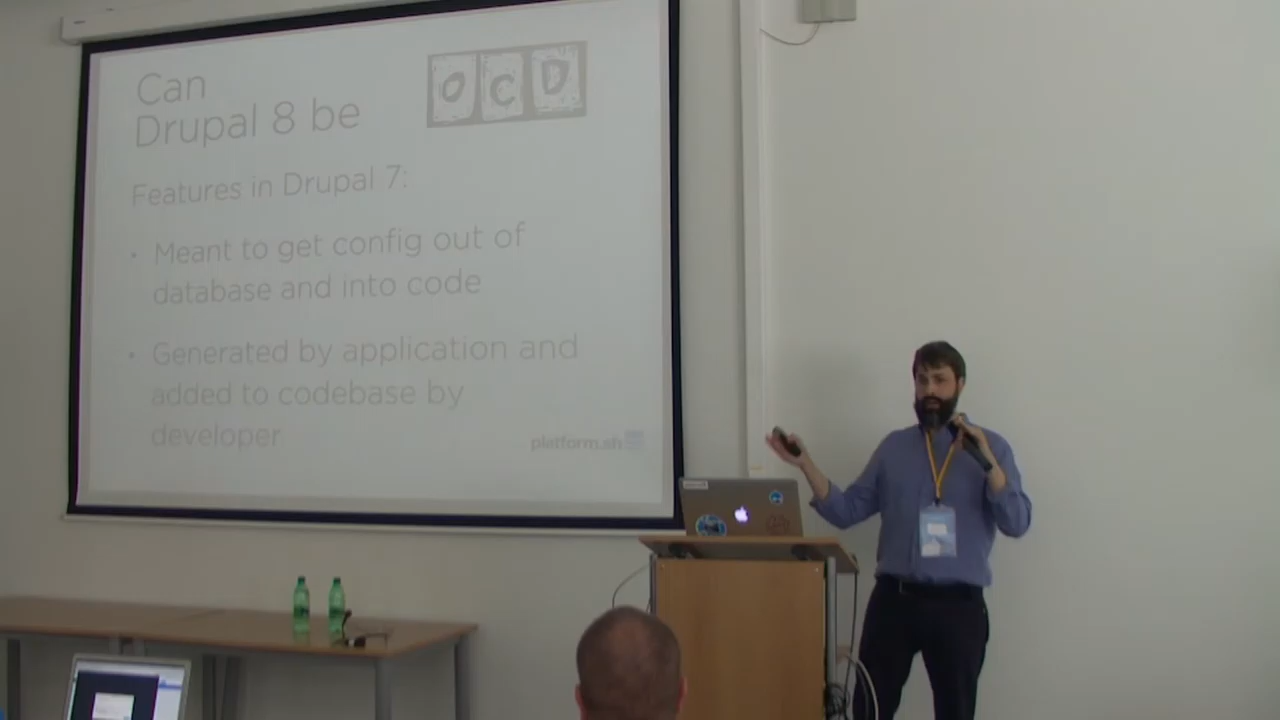 Can
Drupal 8 be
OCD
Features in Drupal 7:
• Meant to get config out of
database and into code
• Generated by application and
added to codebase by
developer
platform.sh